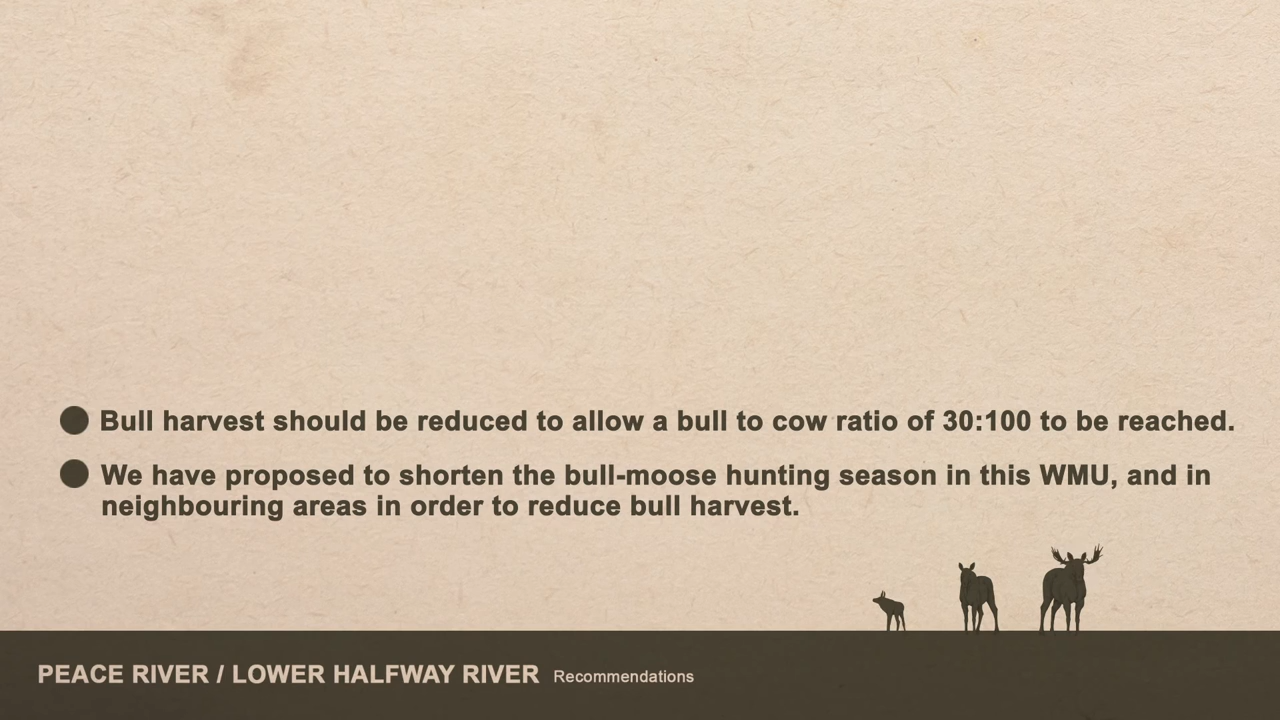 Bull harvest should be reduced to allow a bull to cow ratio of 30:100 to be reached.
We have proposed to shorten the bull-moose hunting season in this WMU, and in
neighbouring areas in order to reduce bull harvest.
PEACE RIVER / LOWER HALFWAY RIVER Recommendations